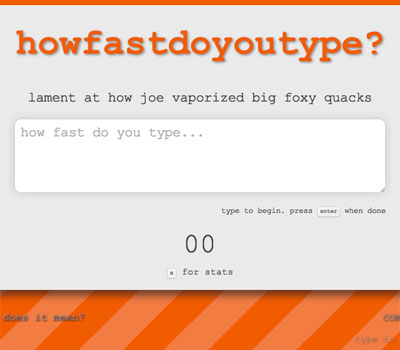 howfastdoyoutype?
lament at how joe vaporized big foxy quacks
how fast do you type...
type to begin. press enter when done
00
s for stats
does it mean?
type to